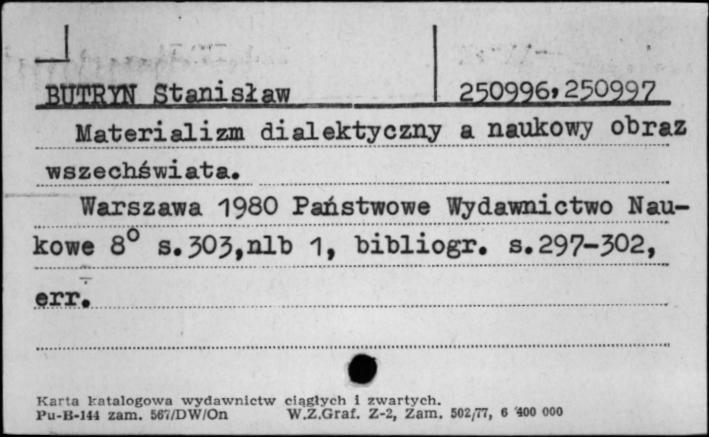 BUTRYN Stanisław 250996, 250997
Materializm dialektyczny a naukowy obraz
wszechświata.
Warszawa 1980 Państwowe Wydawnictwo Nau-
kowe 8° s.303,nlb 1, bibliogr. s.297-302,
err.
Karta katalogowa wydawnictw ciągłych i zwartych.
Pu-B-144 zam. 567/DW/On W.Z.Graf. Z-2, Zam. 502/77, 6 400 000